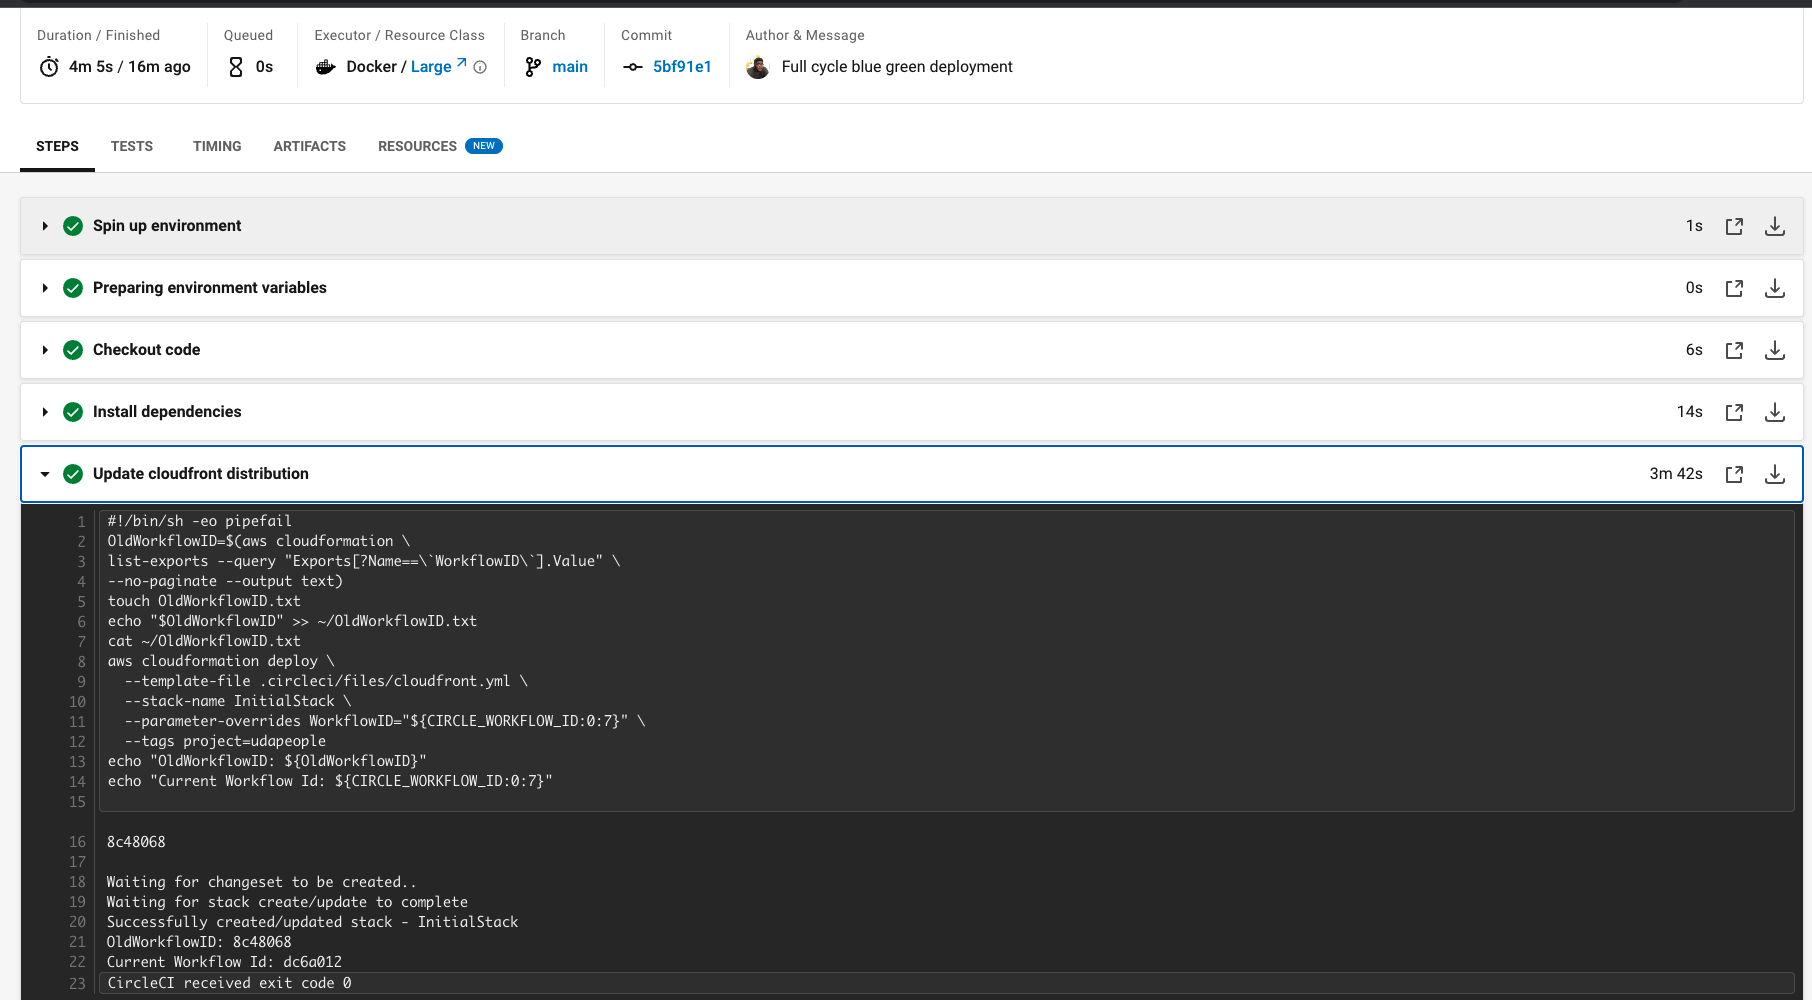 Duration / Finished
4m 5s / 16m ago
Queued
0s
Executor / Resource Class
Docker / Large
Branch
main
Commit
5bf91e1
Author & Message
Full cycle blue green deployment
STEPS TESTS TIMING ARTIFACTS RESOURCES NEW
Spin up environment 1s
Preparing environment variables 0s
Checkout code 6s
Install dependencies 14s
Update cloudfront distribution 3m 42s
1 #!/bin/sh -eo pipefail
2 OldWorkflowID=$(aws cloudformation \
3 list-exports --query "Exports[?Name==\`WorkflowID\`].Value" \
4 --no-paginate --output text)
5 touch OldWorkflowID.txt
6 echo "$OldWorkflowID" >> ~/OldWorkflowID.txt
7 cat ~/OldWorkflowID.txt
8 aws cloudformation deploy \
9   --template-file .circleci/files/cloudfront.yml \
10   --stack-name InitialStack \
11   --parameter-overrides WorkflowID="${CIRCLE_WORKFLOW_ID:0:7}" \
12   --tags project=udapeople
13 echo "OldWorkflowID: ${OldWorkflowID}"
14 echo "Current Workflow Id: ${CIRCLE_WORKFLOW_ID:0:7}"
15
16 8c48068
17
18 Waiting for changeset to be created..
19 Waiting for stack create/update to complete
20 Successfully created/updated stack - InitialStack
21 OldWorkflowID: 8c48068
22 Current Workflow Id: dc6a012
23 CircleCI received exit code 0